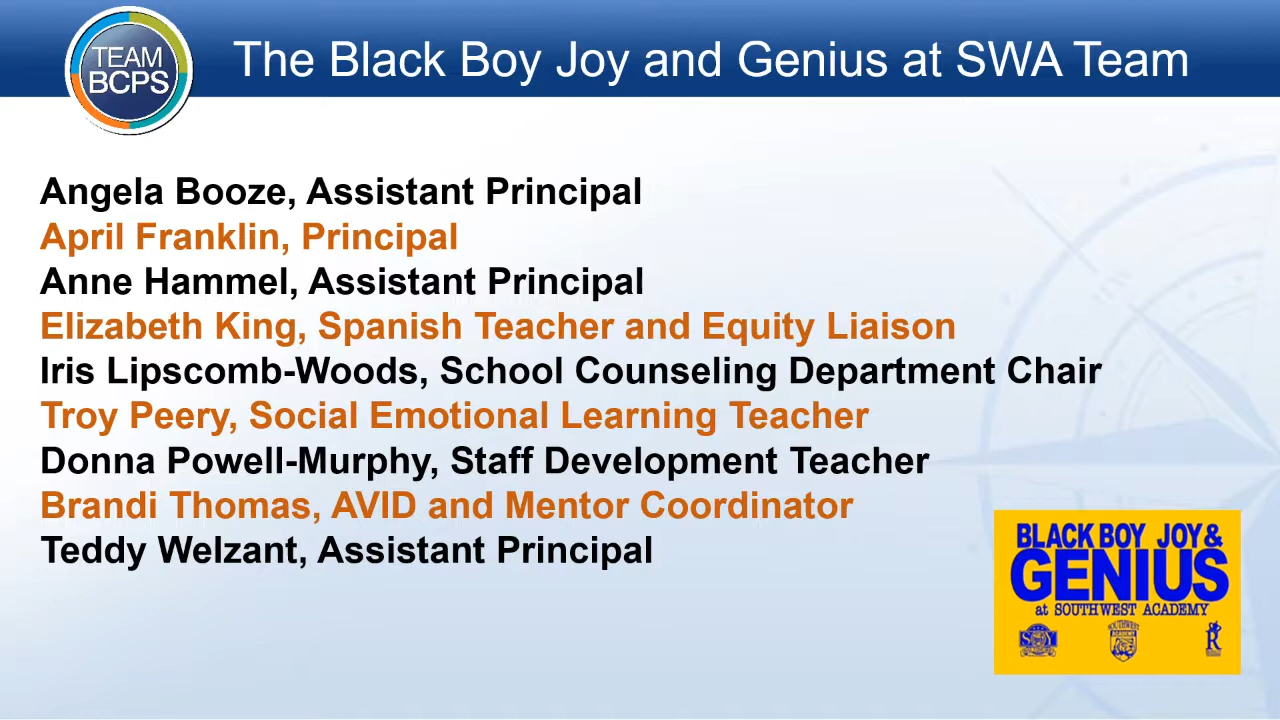 TEAM
BCPS
The Black Boy Joy and Genius at SWA Team
Angela Booze, Assistant Principal
April Franklin, Principal
Anne Hammel, Assistant Principal
Elizabeth King, Spanish Teacher and Equity Liaison
Iris Lipscomb-Woods, School Counseling Department Chair
Troy Peery, Social Emotional Learning Teacher
Donna Powell-Murphy, Staff Development Teacher
Brandi Thomas, AVID and Mentor Coordinator
Teddy Welzant, Assistant Principal
BLACK BOY JOY &
GENIUS
at SOUTHWEST ACADEMY
SOUTHWEST
ACADEMY
R